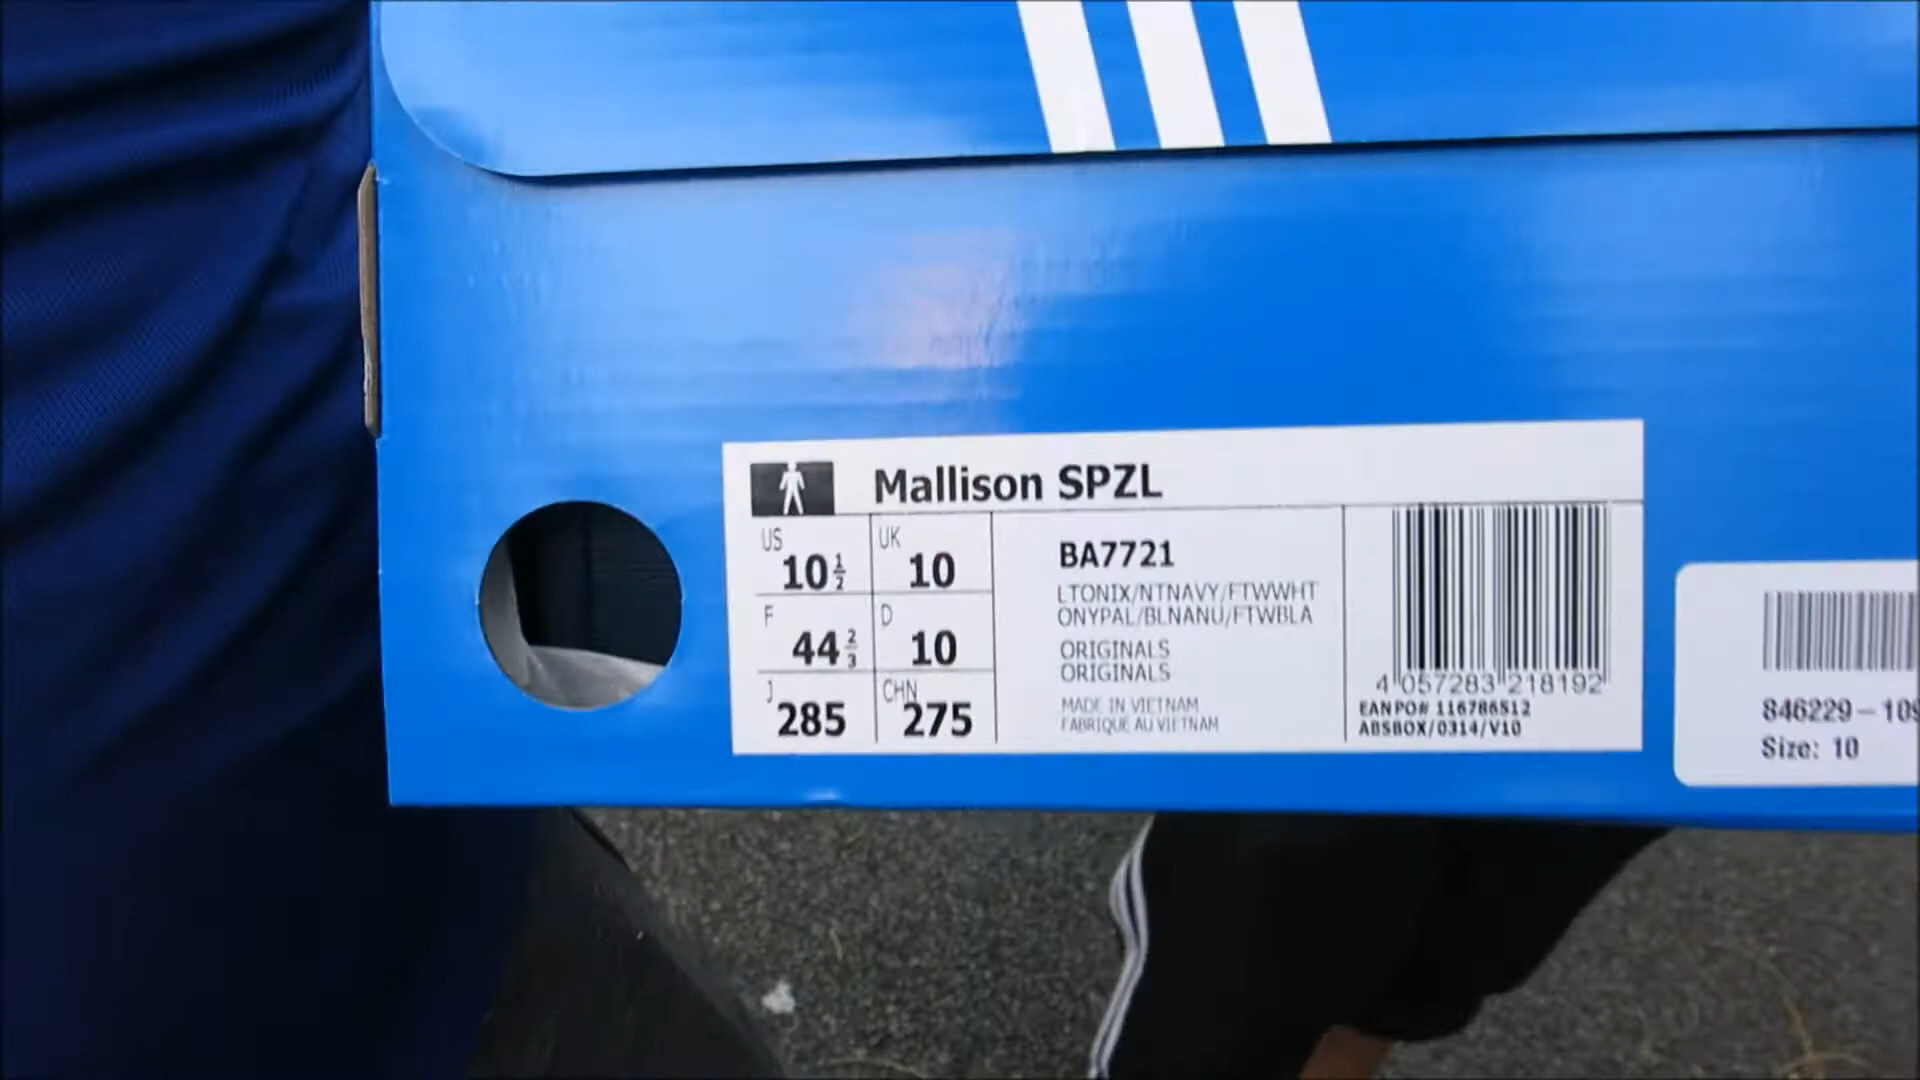 Mallison SPZL
US 10½ UK 10
F 44⅔ D 10
J 285 CHN 275
BA7721
LTONIX/NTNAVY/FTWWHT
ONYPAL/BLNANU/FTWBLA
ORIGINALS
ORIGINALS
MADE IN VIETNAM
FABRIQUE AU VIETNAM
4 057283 218192
EAN PO# 116786512
ABSBOX/0314/V10
846229-109
Size: 10